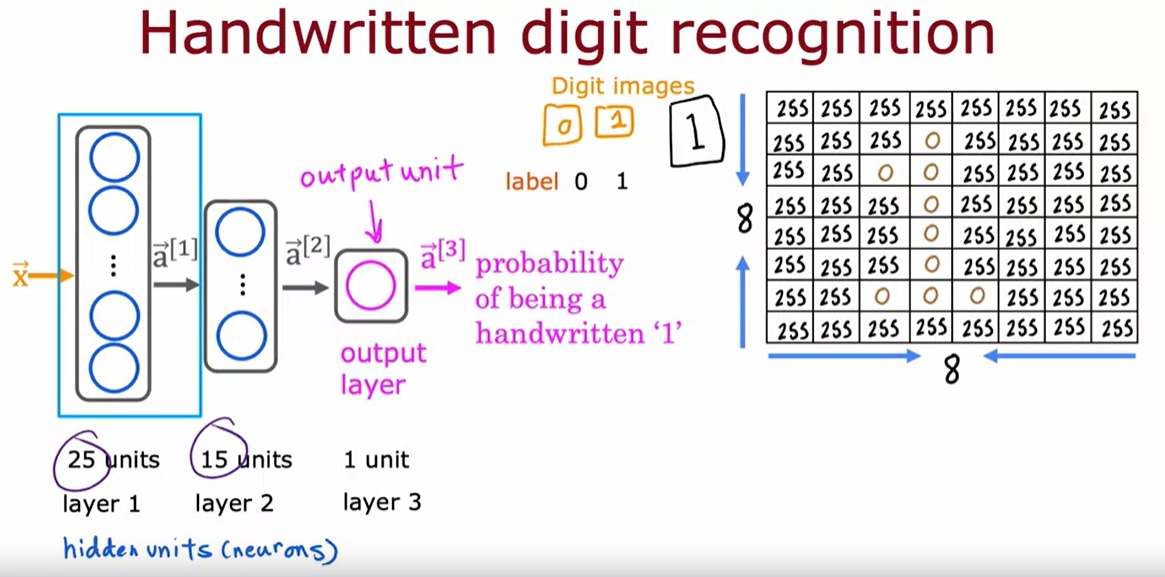 Handwritten digit recognition
Digit images
0 1 1
label 0 1
output unit
x⃗
a⃗[1]
a⃗[2]
a⃗[3]
probability
of being a
handwritten ‘1’
output
layer
25 units 15 units 1 unit
layer 1 layer 2 layer 3
hidden units (neurons)
8
255 255 255 255 255 255 255 255
255 255 255 0 255 255 255 255
255 255 0 0 255 255 255 255
255 255 255 0 255 255 255 255
255 255 255 0 255 255 255 255
255 255 255 0 255 255 255 255
255 255 0 0 0 255 255 255
255 255 255 255 255 255 255 255
8